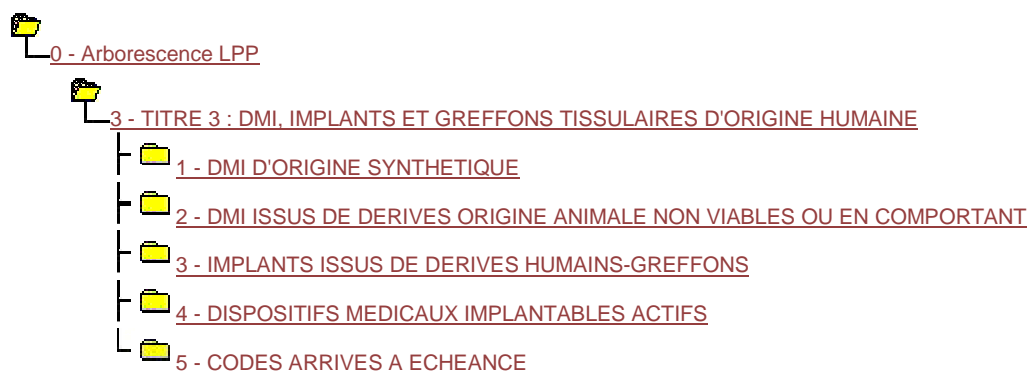 0 - Arborescence LPP
3 - TITRE 3 : DMI, IMPLANTS ET GREFFONS TISSULAIRES D'ORIGINE HUMAINE
1 - DMI D'ORIGINE SYNTHETIQUE
2 - DMI ISSUS DE DERIVES ORIGINE ANIMALE NON VIABLES OU EN COMPORTANT
3 - IMPLANTS ISSUS DE DERIVES HUMAINS-GREFFONS
4 - DISPOSITIFS MEDICAUX IMPLANTABLES ACTIFS
5 - CODES ARRIVES A ECHEANCE